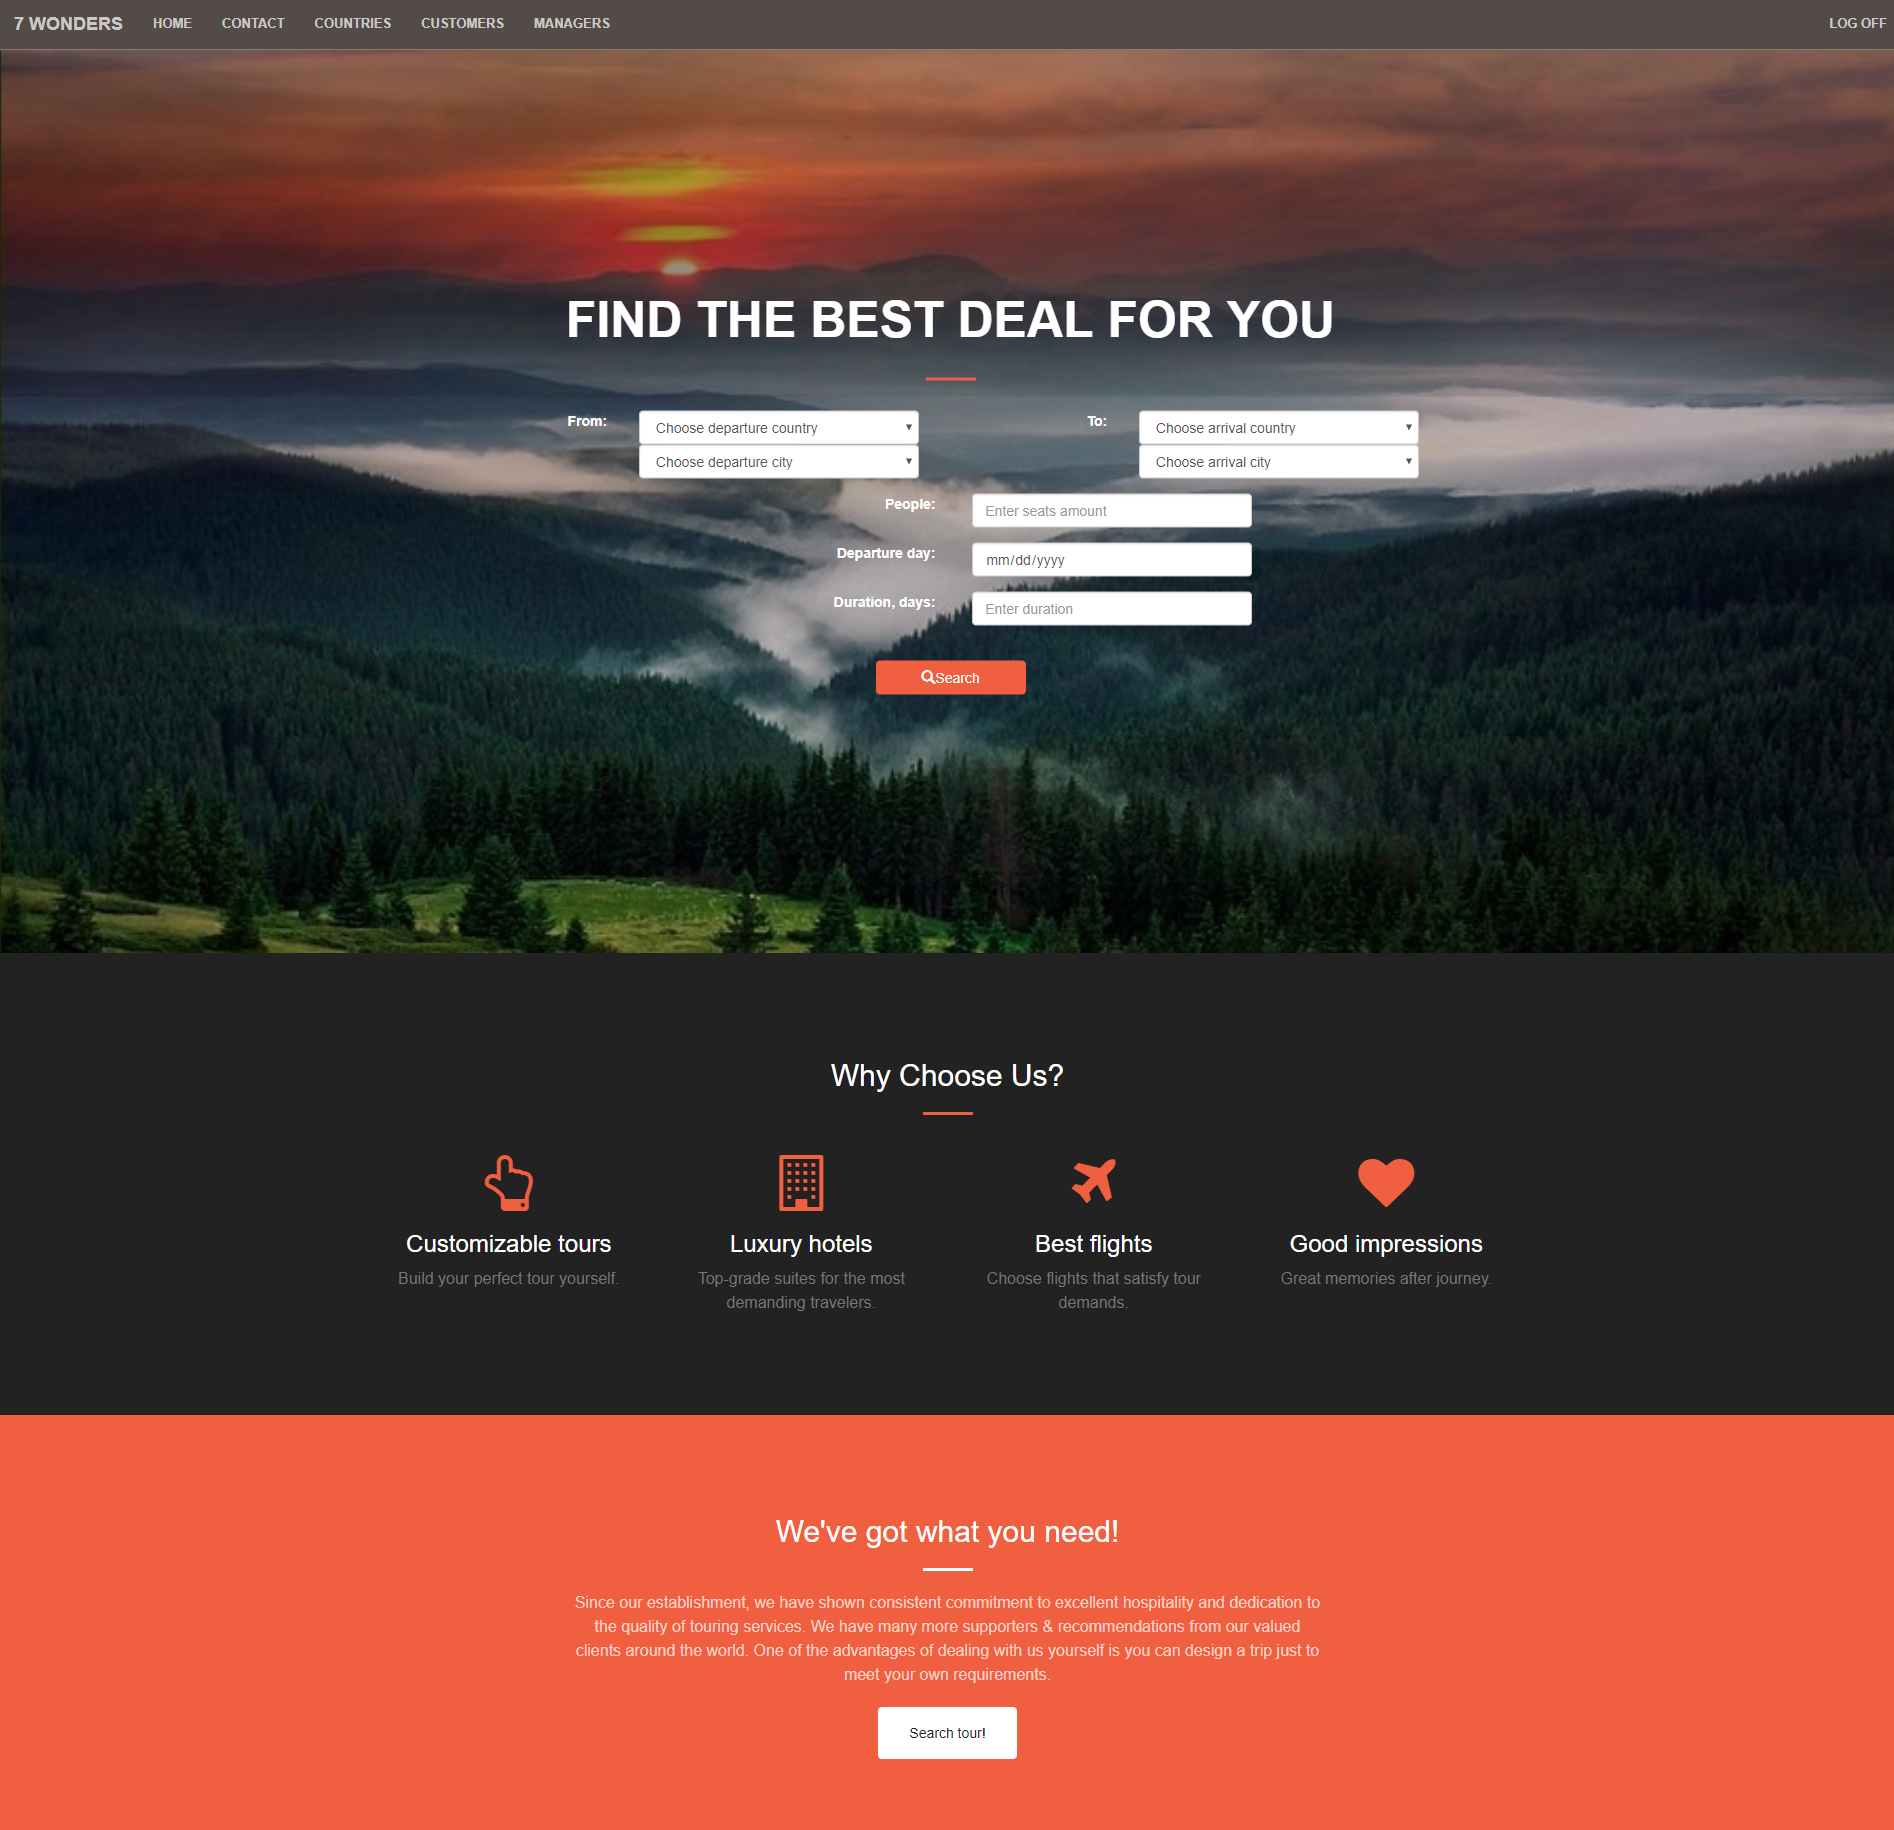 7 WONDERS HOME CONTACT COUNTRIES CUSTOMERS MANAGERS LOG OFF
FIND THE BEST DEAL FOR YOU
From: Choose departure country To: Choose arrival country
Choose departure city Choose arrival city
People: Enter seats amount
Departure day: mm/dd/yyyy
Duration, days: Enter duration
Search
Why Choose Us?
Customizable tours Luxury hotels Best flights Good impressions
Build your perfect tour yourself. Top-grade suites for the most Choose flights that satisfy tour Great memories after journey.
demanding travelers. demands.
We've got what you need!
Since our establishment, we have shown consistent commitment to excellent hospitality and dedication to
the quality of touring services. We have many more supporters & recommendations from our valued
clients around the world. One of the advantages of dealing with us yourself is you can design a trip just to
meet your own requirements.
Search tour!